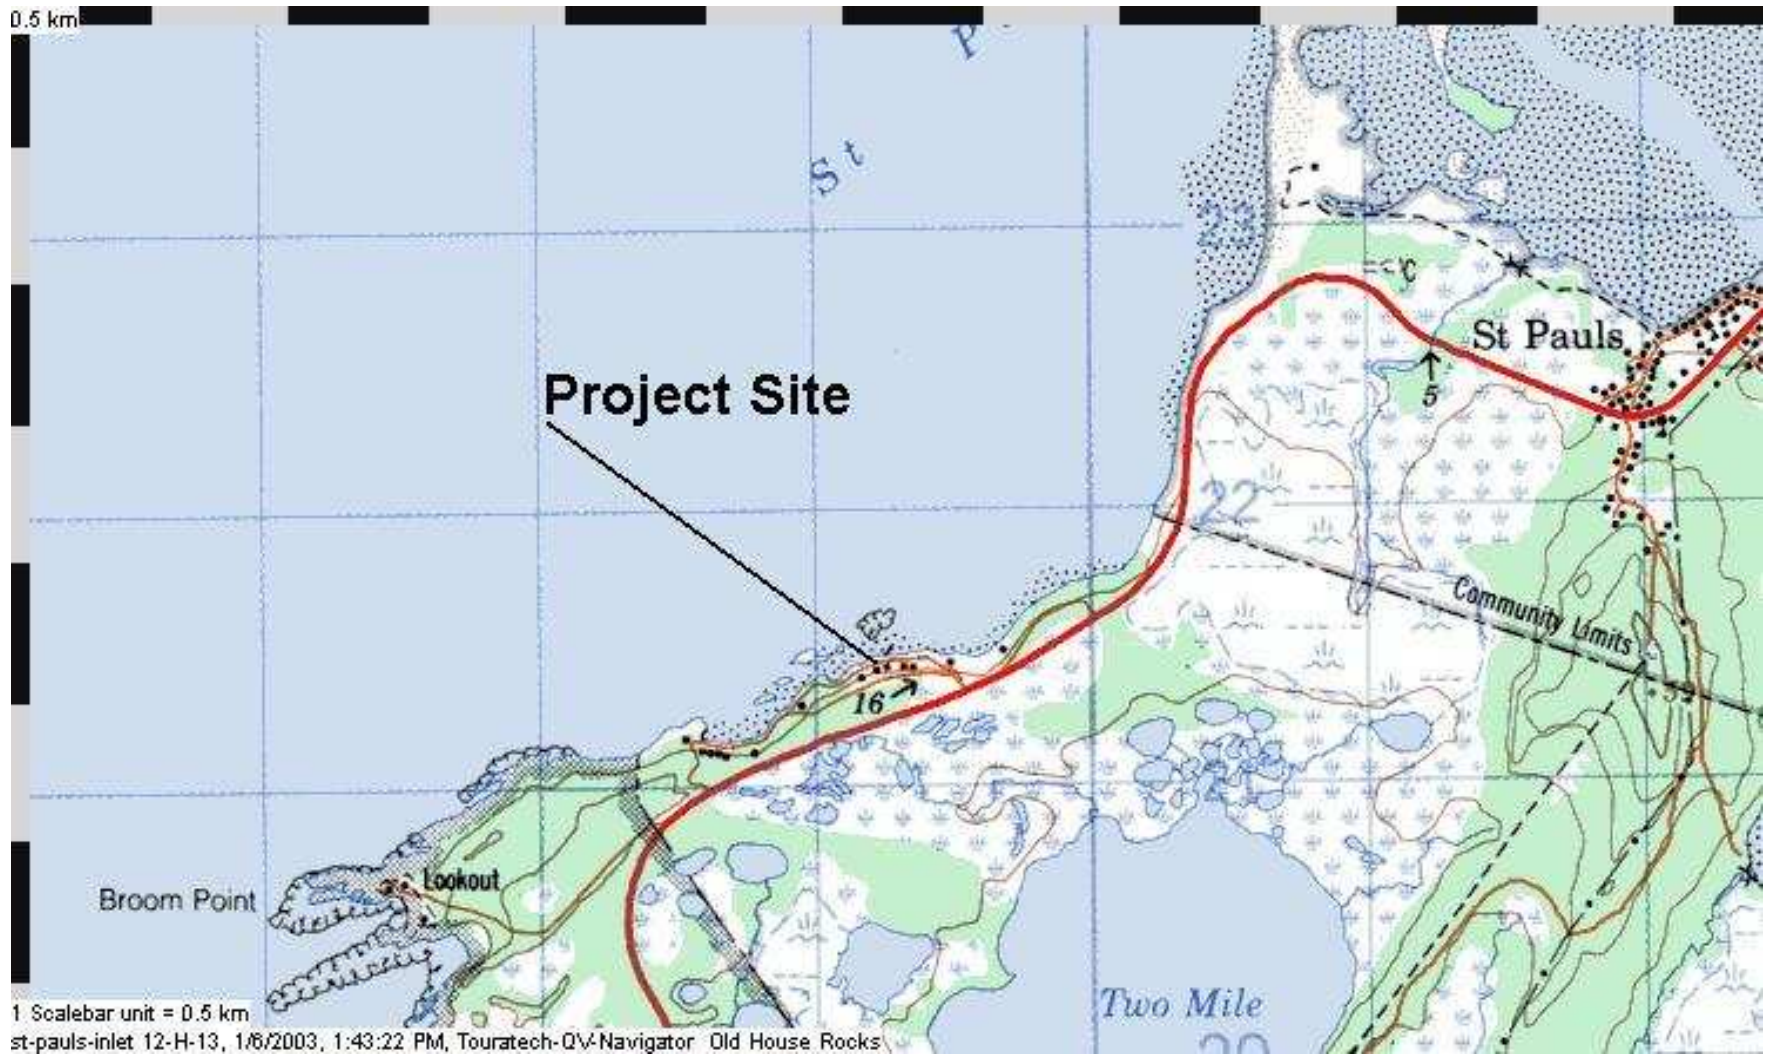 0.5 km
St
23
C
St Pauls
5
Project Site
22
Community Limits
16
Lookout
Broom Point
Two Mile
1 Scalebar unit = 0.5 km
st-pauls-inlet 12-H-13, 1/6/2003, 1:43:22 PM, Touratech-QV-Navigator Old House Rocks